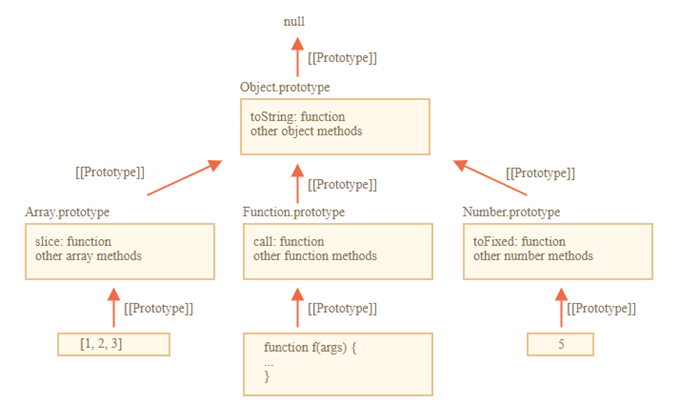 null
[[Prototype]]
Object.prototype
toString: function
other object methods
[[Prototype]]
[[Prototype]]
[[Prototype]]
Array.prototype
Function.prototype
Number.prototype
slice: function
other array methods
call: function
other function methods
toFixed: function
other number methods
[[Prototype]]
[[Prototype]]
[[Prototype]]
[1, 2, 3]
function f(args) {
...
}
5